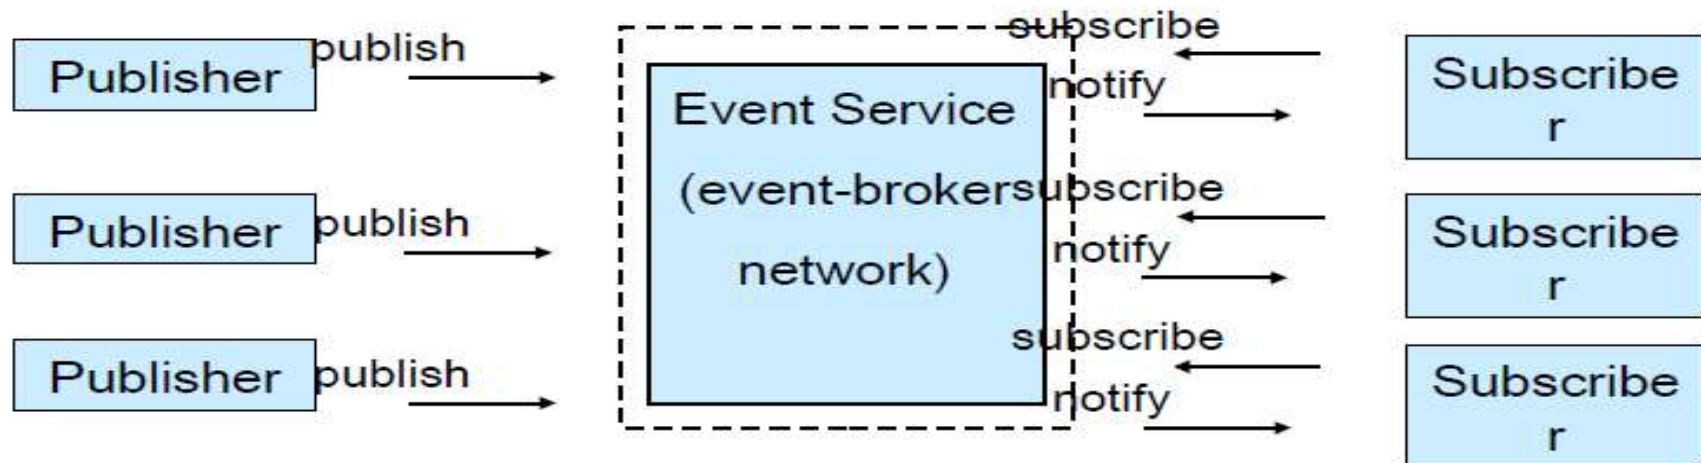 Publisher
publish
Publisher
publish
Publisher
publish
Event Service
(event-broker
network)
subscribe
notify
subscribe
notify
subscribe
notify
Subscribe
r
Subscribe
r
Subscribe
r